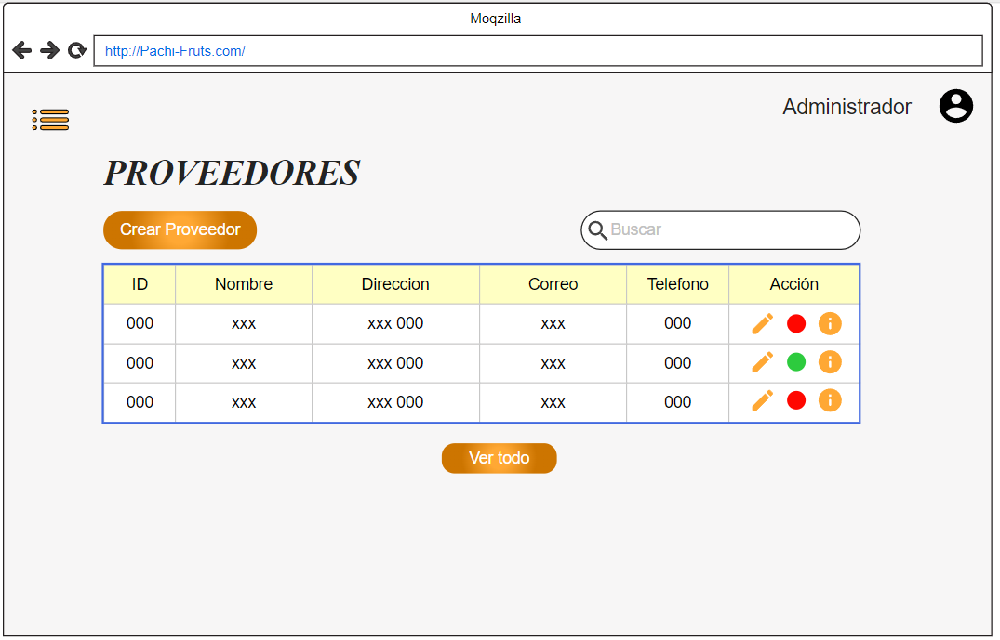 Moqzilla
http://Pachi-Fruts.com/
Administrador
PROVEEDORES
Crear Proveedor
Buscar
ID Nombre Direccion Correo Telefono Acción
000 xxx xxx 000 xxx 000
000 xxx xxx 000 xxx 000
000 xxx xxx 000 xxx 000
Ver todo